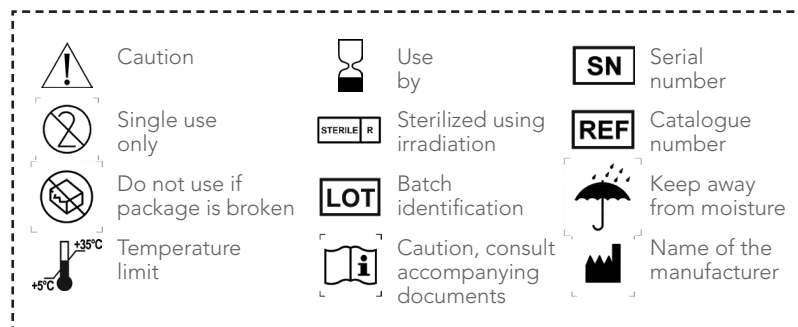 Caution
Use
by
SN
Serial
number
2
Single use
only
STERILE R
Sterilized using
irradiation
REF
Catalogue
number
Do not use if
package is broken
LOT
Batch
identification
Keep away
from moisture
+35°C
+5°C
Temperature
limit
i
Caution, consult
accompanying
documents
Name of the
manufacturer